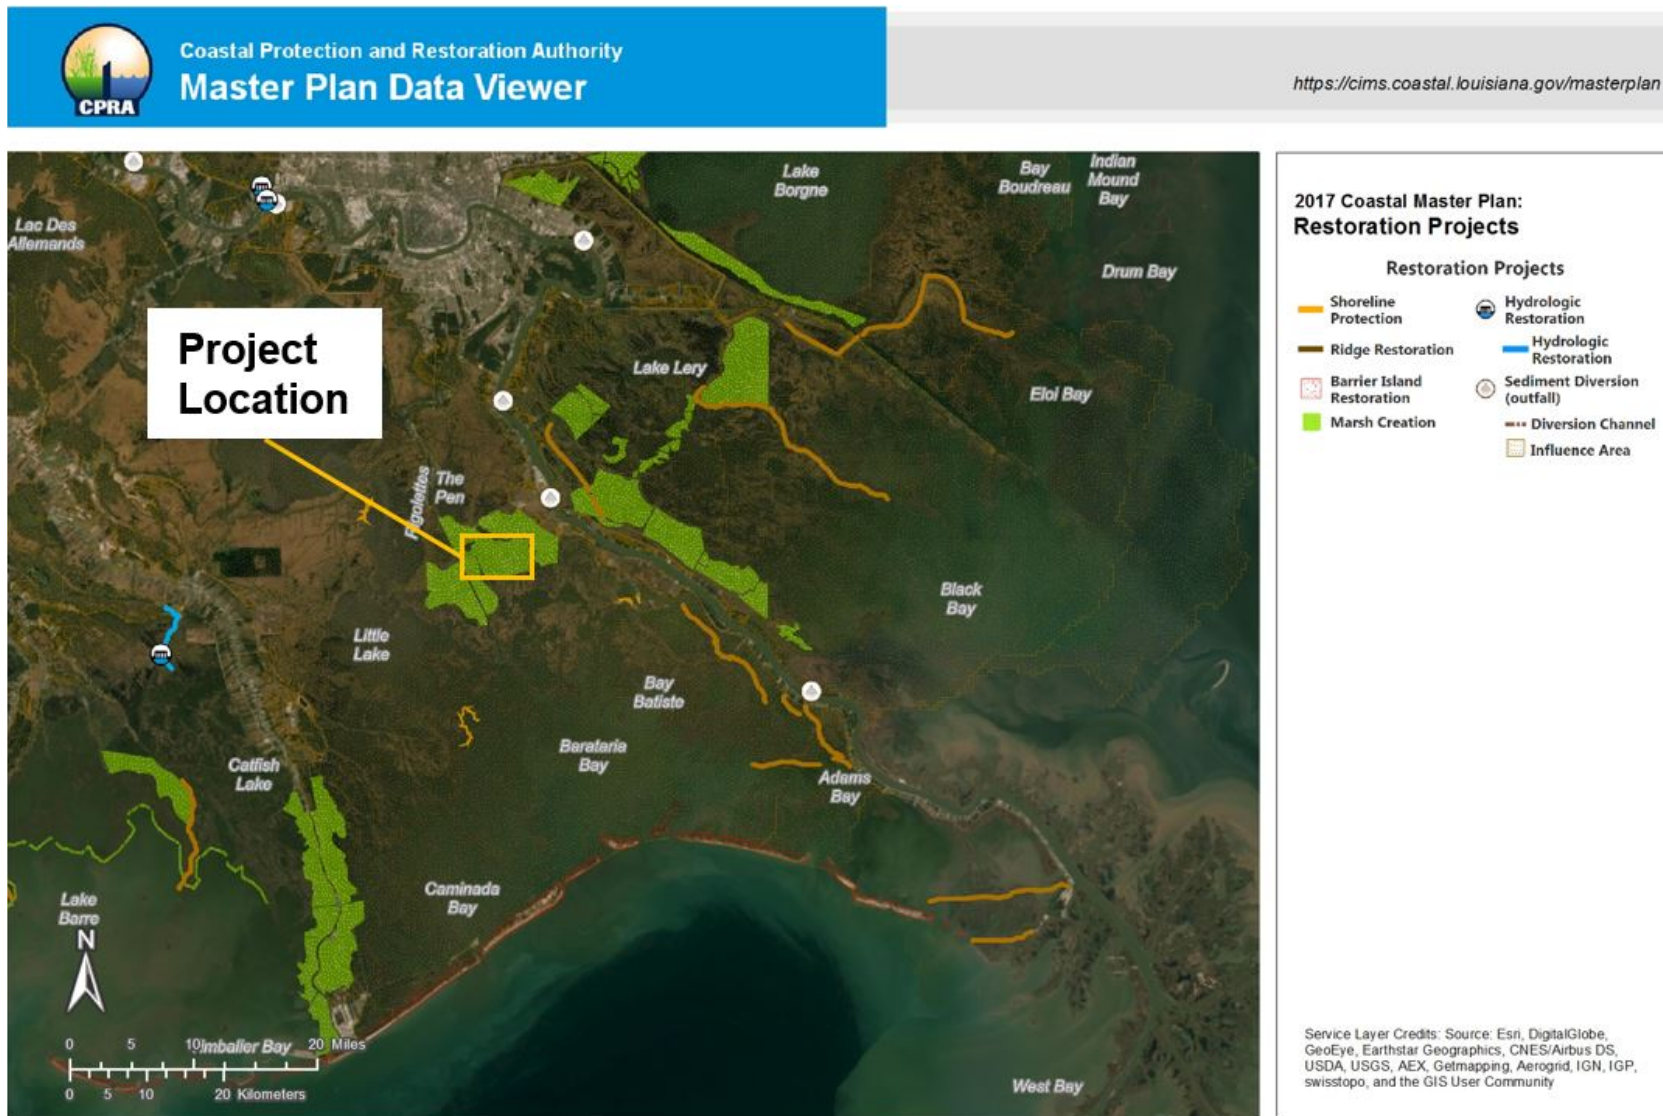 Coastal Protection and Restoration Authority
Master Plan Data Viewer
CPRA
https://cims.coastal.louisiana.gov/masterplan
Lac Des
Allemands
Lake
Borgne
Bay
Boudreau
Indian
Mound
Bay
Drum Bay
Project
Location
Lake Lery
Eloi Bay
The
Pen
Rigolettes
Black
Bay
Little
Lake
Bay
Batiste
Barataria
Bay
Catfish
Lake
Adams
Bay
Caminada
Bay
Lake
Barre
N
0 5 10 20 Miles
Timbalier Bay
0 5 10 20 Kilometers
West Bay
2017 Coastal Master Plan:
Restoration Projects
Restoration Projects
Shoreline
Protection
Hydrologic
Restoration
Ridge Restoration
Hydrologic
Restoration
Barrier Island
Restoration
Sediment Diversion
(outfall)
Marsh Creation
Diversion Channel
Influence Area
Service Layer Credits: Source: Esri, DigitalGlobe,
GeoEye, Earthstar Geographics, CNES/Airbus DS,
USDA, USGS, AEX, Getmapping, Aerogrid, IGN, IGP,
swisstopo, and the GIS User Community